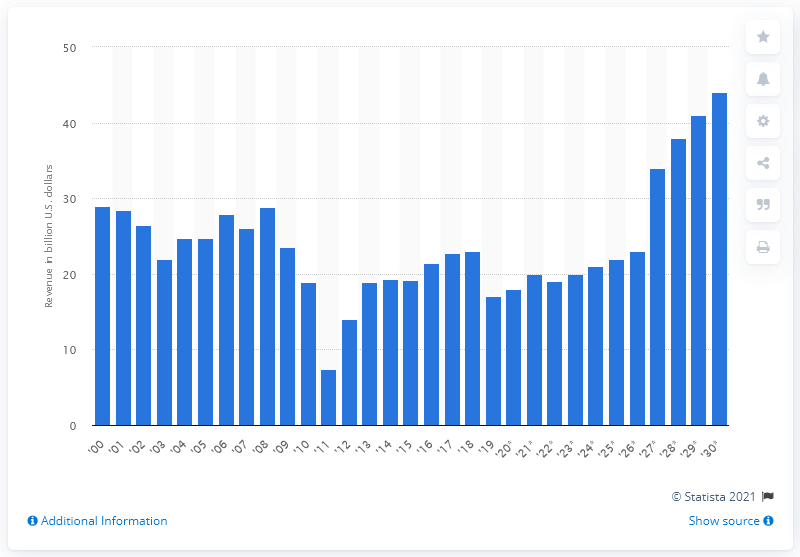 50
40
30
20
10
0
Revenue in billion U.S. dollars
'00 '01 '02 '03 '04 '05 '06 '07 '08 '09 '10 '11 '12 '13 '14 '15 '16 '17 '18 '19 '20* '21* '22* '23* '24* '25* '26* '27* '28* '29* '30*
© Statista 2021
Additional Information
Show source